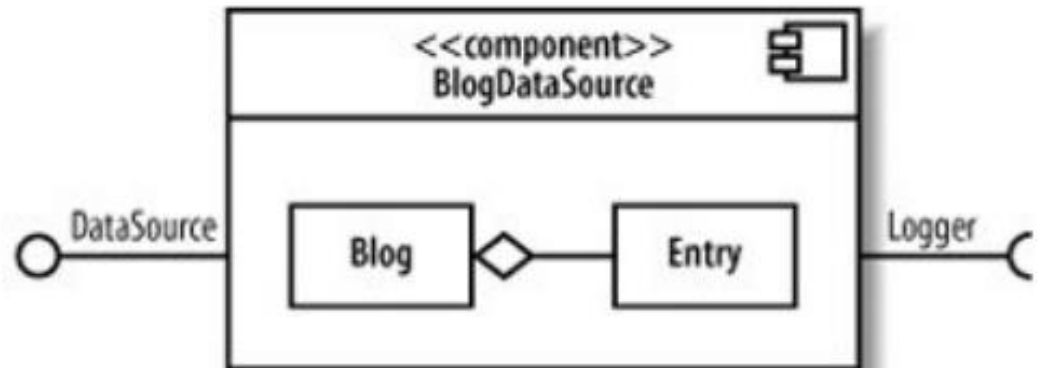 <<component>>
BlogDataSource
DataSource
Blog
Entry
Logger